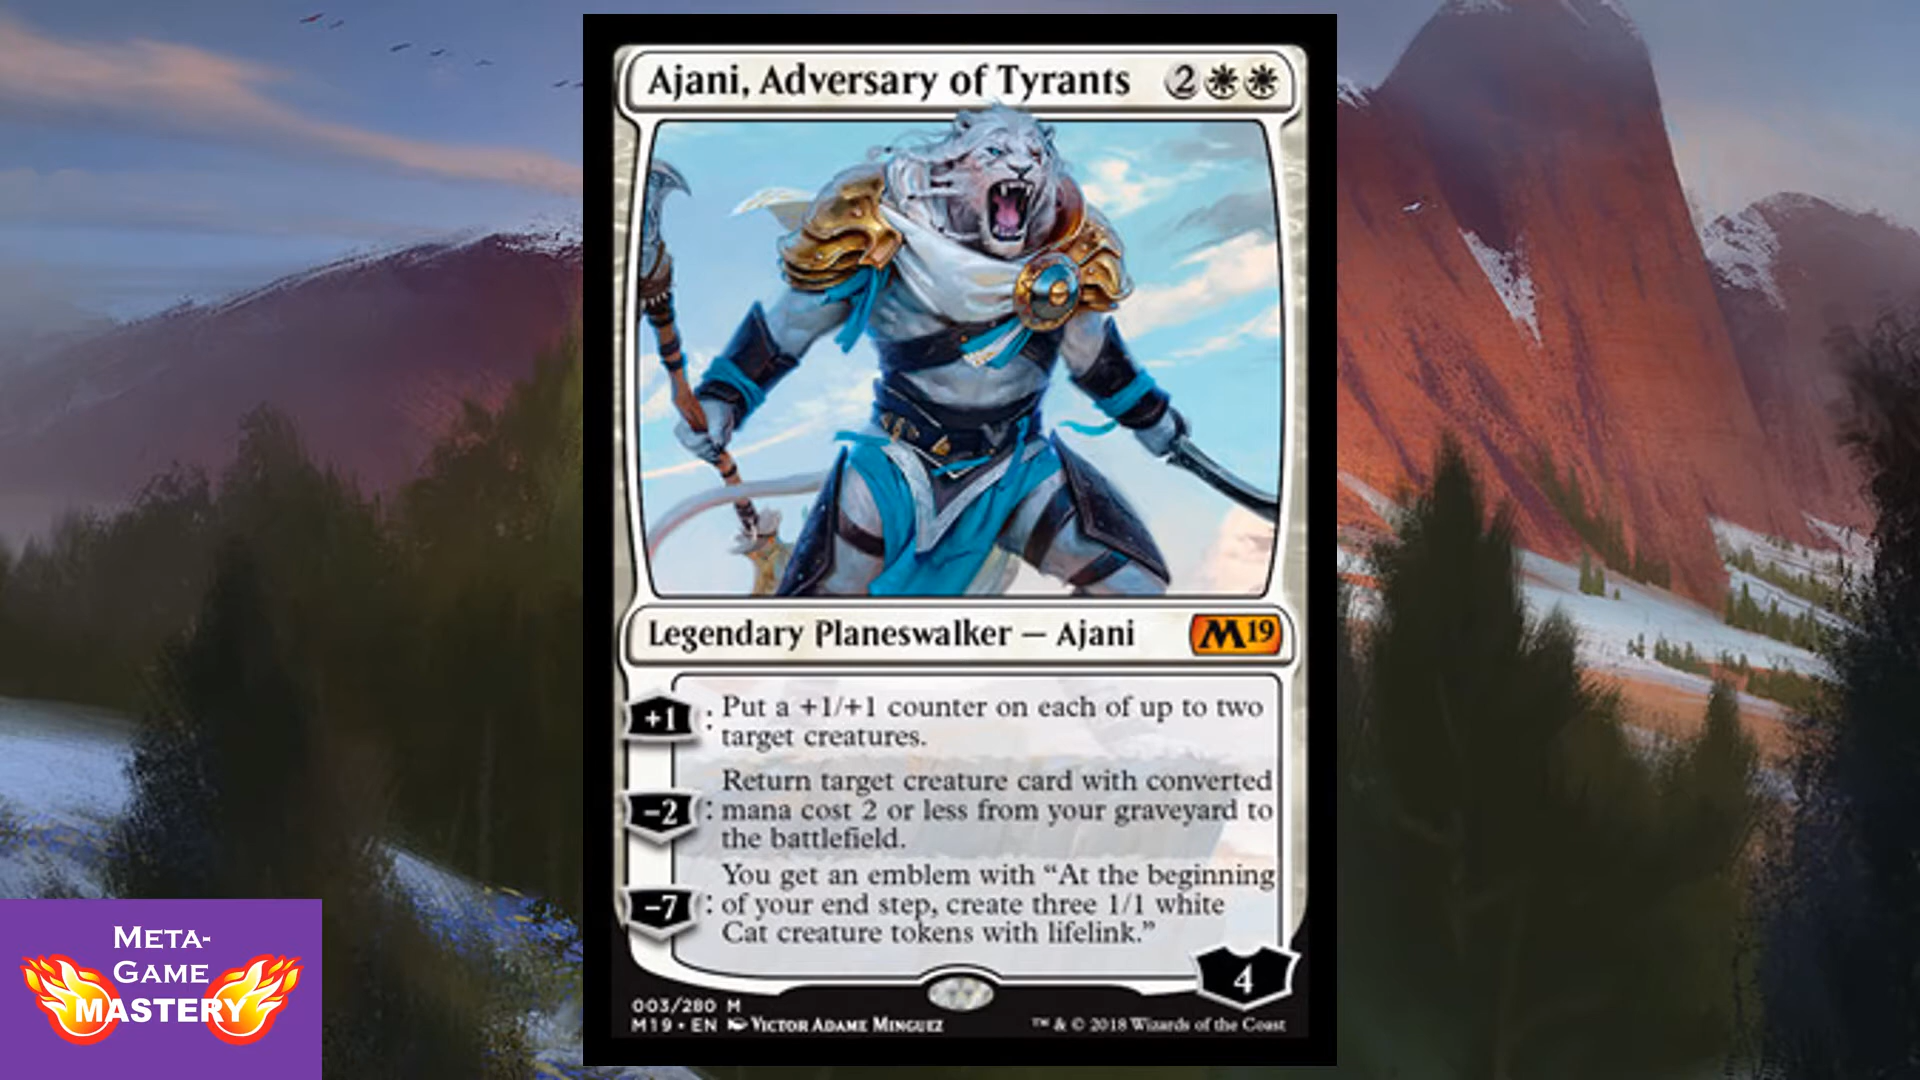 Ajani, Adversary of Tyrants 2
Legendary Planeswalker — Ajani M19
+1 : Put a +1/+1 counter on each of up to two
target creatures.
Return target creature card with converted
−2 : mana cost 2 or less from your graveyard to
the battlefield.
You get an emblem with “At the beginning
−7 : of your end step, create three 1/1 white
Cat creature tokens with lifelink.”
4
003/280 M
M19 • EN Victor Adame Minguez ™ & © 2018 Wizards of the Coast
META-
GAME
MASTERY